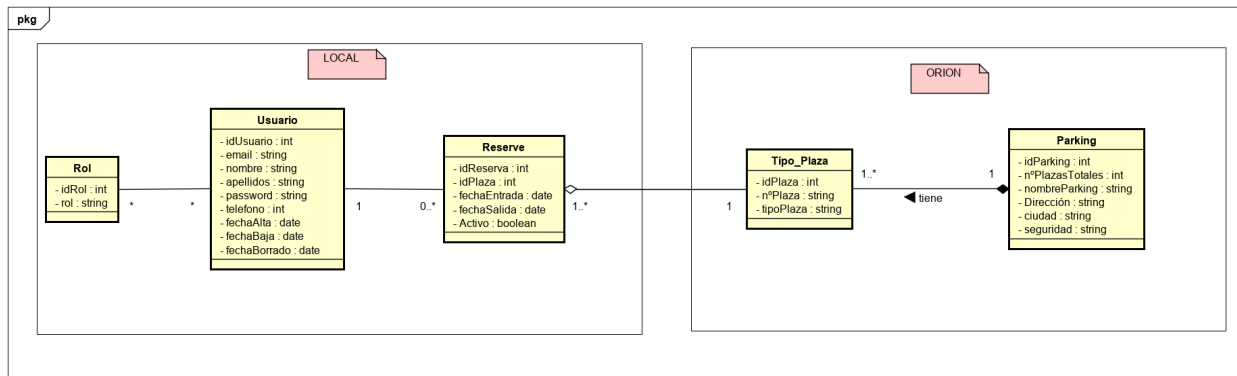 pkg
LOCAL
Rol
- idRol : int
- rol : string
*
*
Usuario
- idUsuario : int
- email : string
- nombre : string
- apellidos : string
- password : string
- telefono : int
- fechaAlta : date
- fechaBaja : date
- fechaBorrado : date
1
0..*
Reserve
- idReserva : int
- idPlaza : int
- fechaEntrada : date
- fechaSalida : date
- Activo : boolean
1..*
ORION
1
Tipo_Plaza
- idPlaza : int
- nºPlaza : string
- tipoPlaza : string
1..*
tiene
1
Parking
- idParking : int
- nºPlazasTotales : int
- nombreParking : string
- Dirección : string
- ciudad : string
- seguridad : string